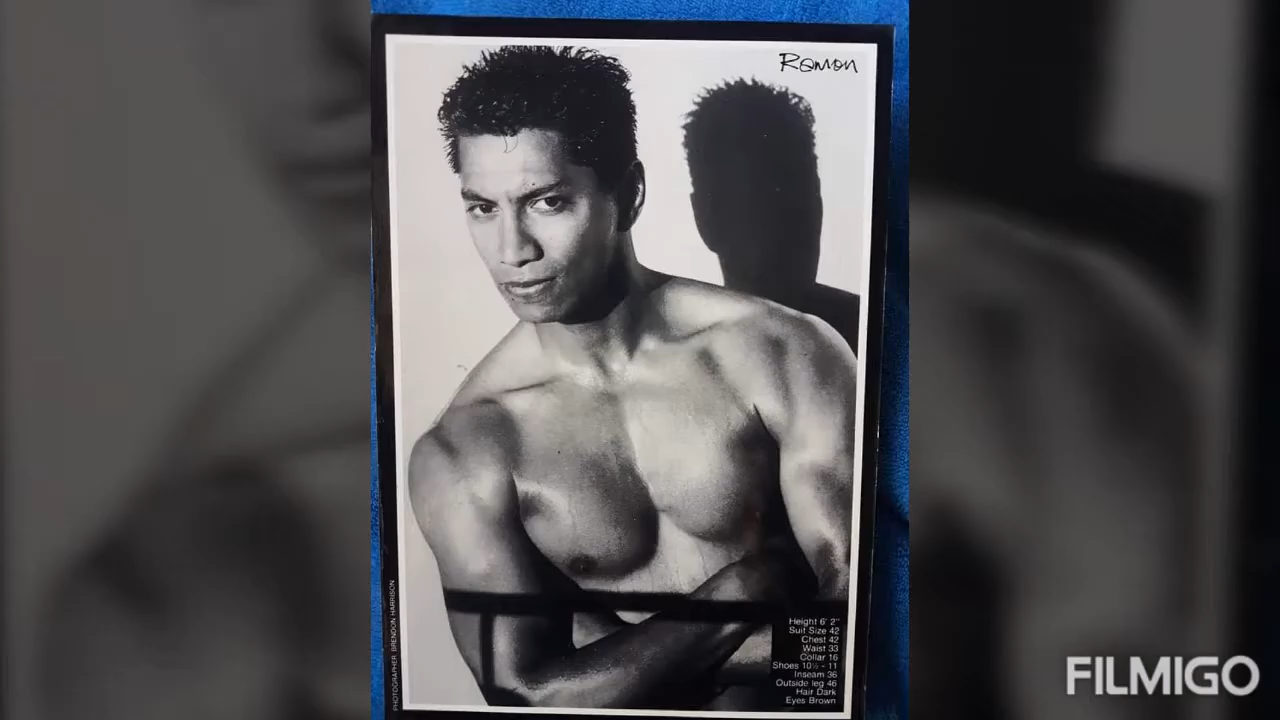 Ramon
Height 6' 2"
Suit Size 42
Chest 42
Waist 33
Collar 16
Shoes 10½ - 11
Inseam 36
Outside leg 46
Hair Dark
Eyes Brown
PHOTOGRAPHER BRENDON HARRISON
FILMIGO